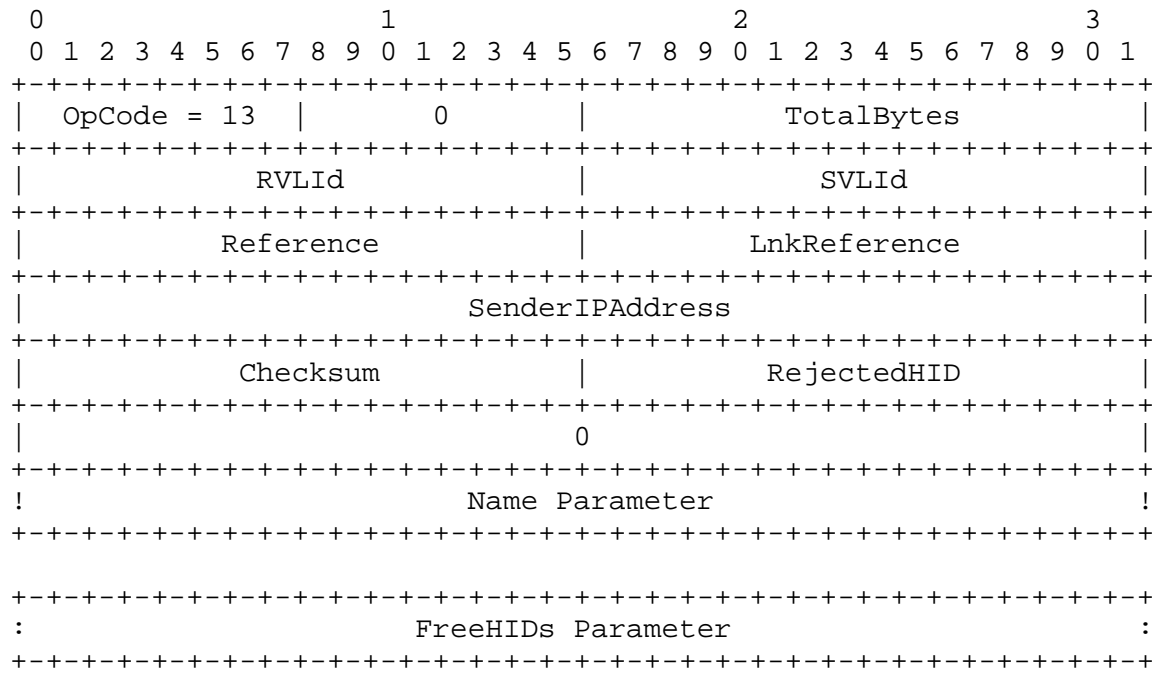 0                   1                   2                   3
 0 1 2 3 4 5 6 7 8 9 0 1 2 3 4 5 6 7 8 9 0 1 2 3 4 5 6 7 8 9 0 1
+-+-+-+-+-+-+-+-+-+-+-+-+-+-+-+-+-+-+-+-+-+-+-+-+-+-+-+-+-+-+-+-+
|  OpCode = 13  |       0       |           TotalBytes          |
+-+-+-+-+-+-+-+-+-+-+-+-+-+-+-+-+-+-+-+-+-+-+-+-+-+-+-+-+-+-+-+-+
|             RVLId             |             SVLId             |
+-+-+-+-+-+-+-+-+-+-+-+-+-+-+-+-+-+-+-+-+-+-+-+-+-+-+-+-+-+-+-+-+
|           Reference           |         LnkReference          |
+-+-+-+-+-+-+-+-+-+-+-+-+-+-+-+-+-+-+-+-+-+-+-+-+-+-+-+-+-+-+-+-+
|                         SenderIPAddress                       |
+-+-+-+-+-+-+-+-+-+-+-+-+-+-+-+-+-+-+-+-+-+-+-+-+-+-+-+-+-+-+-+-+
|            Checksum           |          RejectedHID          |
+-+-+-+-+-+-+-+-+-+-+-+-+-+-+-+-+-+-+-+-+-+-+-+-+-+-+-+-+-+-+-+-+
|                               0                               |
+-+-+-+-+-+-+-+-+-+-+-+-+-+-+-+-+-+-+-+-+-+-+-+-+-+-+-+-+-+-+-+-+
!                         Name Parameter                        !
+-+-+-+-+-+-+-+-+-+-+-+-+-+-+-+-+-+-+-+-+-+-+-+-+-+-+-+-+-+-+-+-+

+-+-+-+-+-+-+-+-+-+-+-+-+-+-+-+-+-+-+-+-+-+-+-+-+-+-+-+-+-+-+-+-+
:                      FreeHIDs Parameter                       :
+-+-+-+-+-+-+-+-+-+-+-+-+-+-+-+-+-+-+-+-+-+-+-+-+-+-+-+-+-+-+-+-+